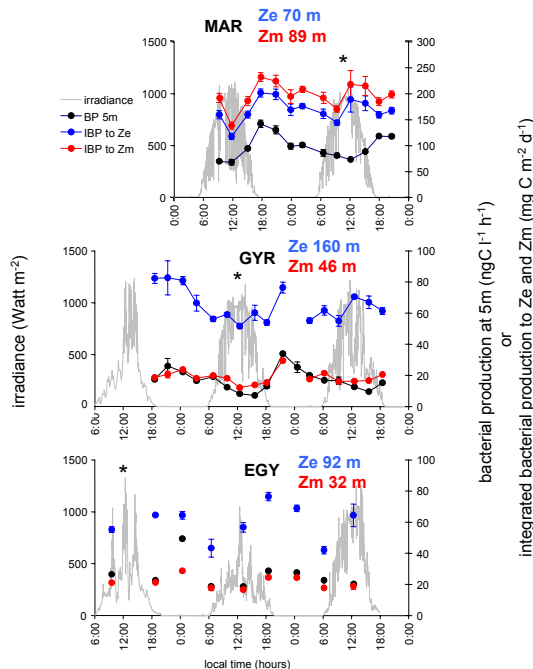 MAR
Ze 70 m
Zm 89 m
*
irradiance
BP 5m
IBP to Ze
IBP to Zm
1500
1000
500
0
300
250
200
150
100
50
0
0:00 6:00 12:00 18:00 0:00 6:00 12:00 18:00 0:00
GYR
Ze 160 m
Zm 46 m
*
1500
1000
500
0
100
80
60
40
20
0
6:00 12:00 18:00 0:00 6:00 12:00 18:00 0:00 6:00 12:00 18:00 0:00
EGY
Ze 92 m
Zm 32 m
*
1500
1000
500
0
100
80
60
40
20
0
6:00 12:00 18:00 0:00 6:00 12:00 18:00 0:00 6:00 12:00 18:00 0:00
local time (hours)
irradiance (Watt m-2)
bacterial production at 5m (ngC l-1 h-1)
or
integrated bacterial production to Ze and Zm (mg C m-2 d-1)